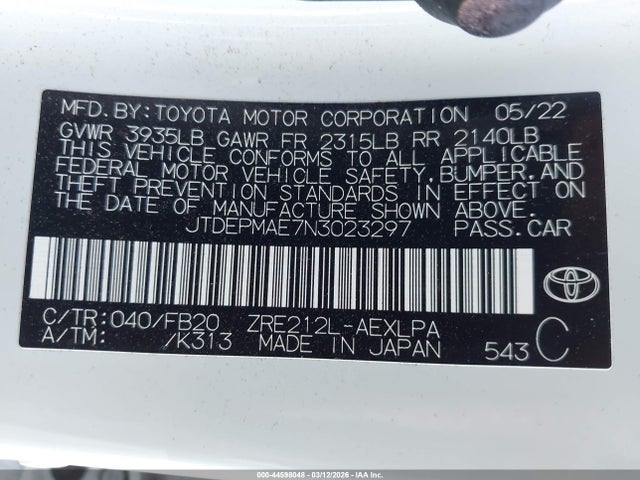 MFD.BY:TOYOTA MOTOR CORPORATION 05/22
GVWR 3935LB GAWR FR 2315LB RR 2140LB
THIS VEHICLE CONFORMS TO ALL APPLICABLE
FEDERAL MOTOR VEHICLE SAFETY,BUMPER,AND
THEFT PREVENTION STANDARDS IN EFFECT ON
THE DATE OF MANUFACTURE SHOWN ABOVE.
JTDEPMAE7N3023297 PASS.CAR
C/TR:040/FB20 ZRE212L-AEXLPA
A/TM: /K313 MADE IN JAPAN 543 C
000-44598048 - 03/12/2026 - IAAI Inc.